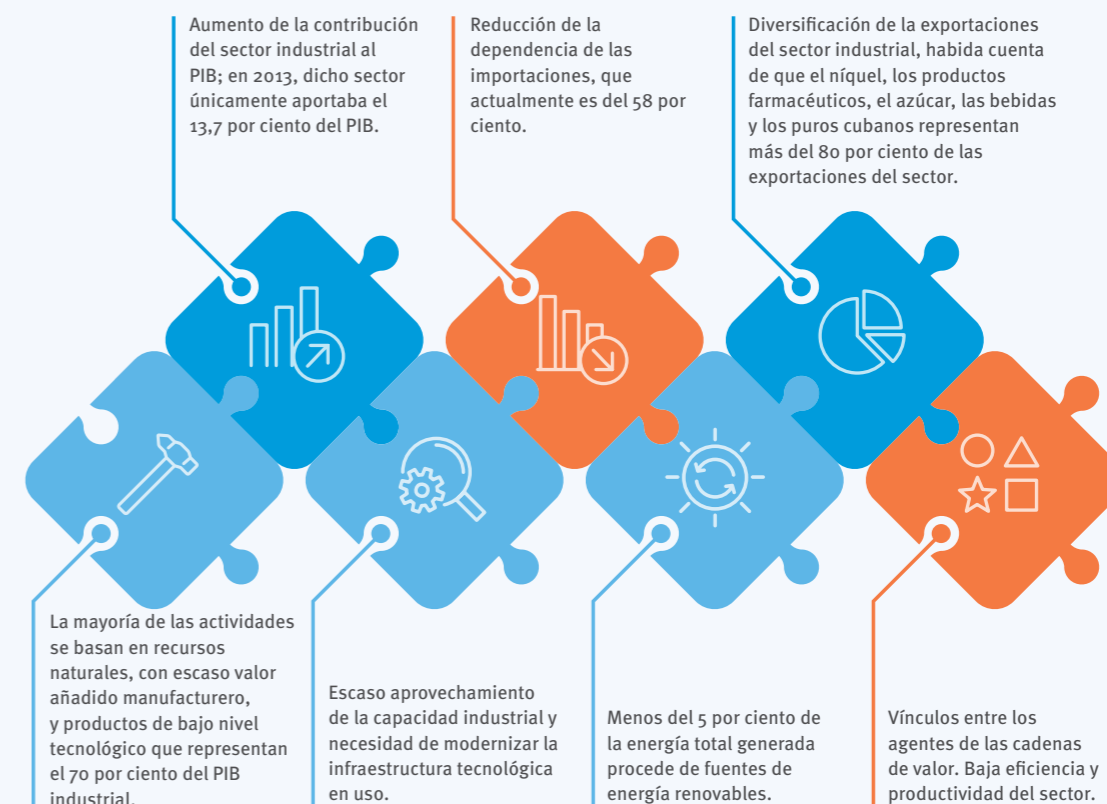 Aumento de la contribución
del sector industrial al
PIB; en 2013, dicho sector
únicamente aportaba el
13,7 por ciento del PIB.
Reducción de la
dependencia de las
importaciones, que
actualmente es del 58 por
ciento.
Diversificación de la exportaciones
del sector industrial, habida cuenta
de que el níquel, los productos
farmacéuticos, el azúcar, las bebidas
y los puros cubanos representan
más del 80 por ciento de las
exportaciones del sector.
La mayoría de las actividades
se basan en recursos
naturales, con escaso valor
añadido manufacturero,
y productos de bajo nivel
tecnológico que representan
el 70 por ciento del PIB
industrial.
Escaso aprovechamiento
de la capacidad industrial y
necesidad de modernizar la
infraestructura tecnológica
en uso.
Menos del 5 por ciento de
la energía total generada
procede de fuentes de
energía renovables.
Vínculos entre los
agentes de las cadenas
de valor. Baja eficiencia y
productividad del sector.